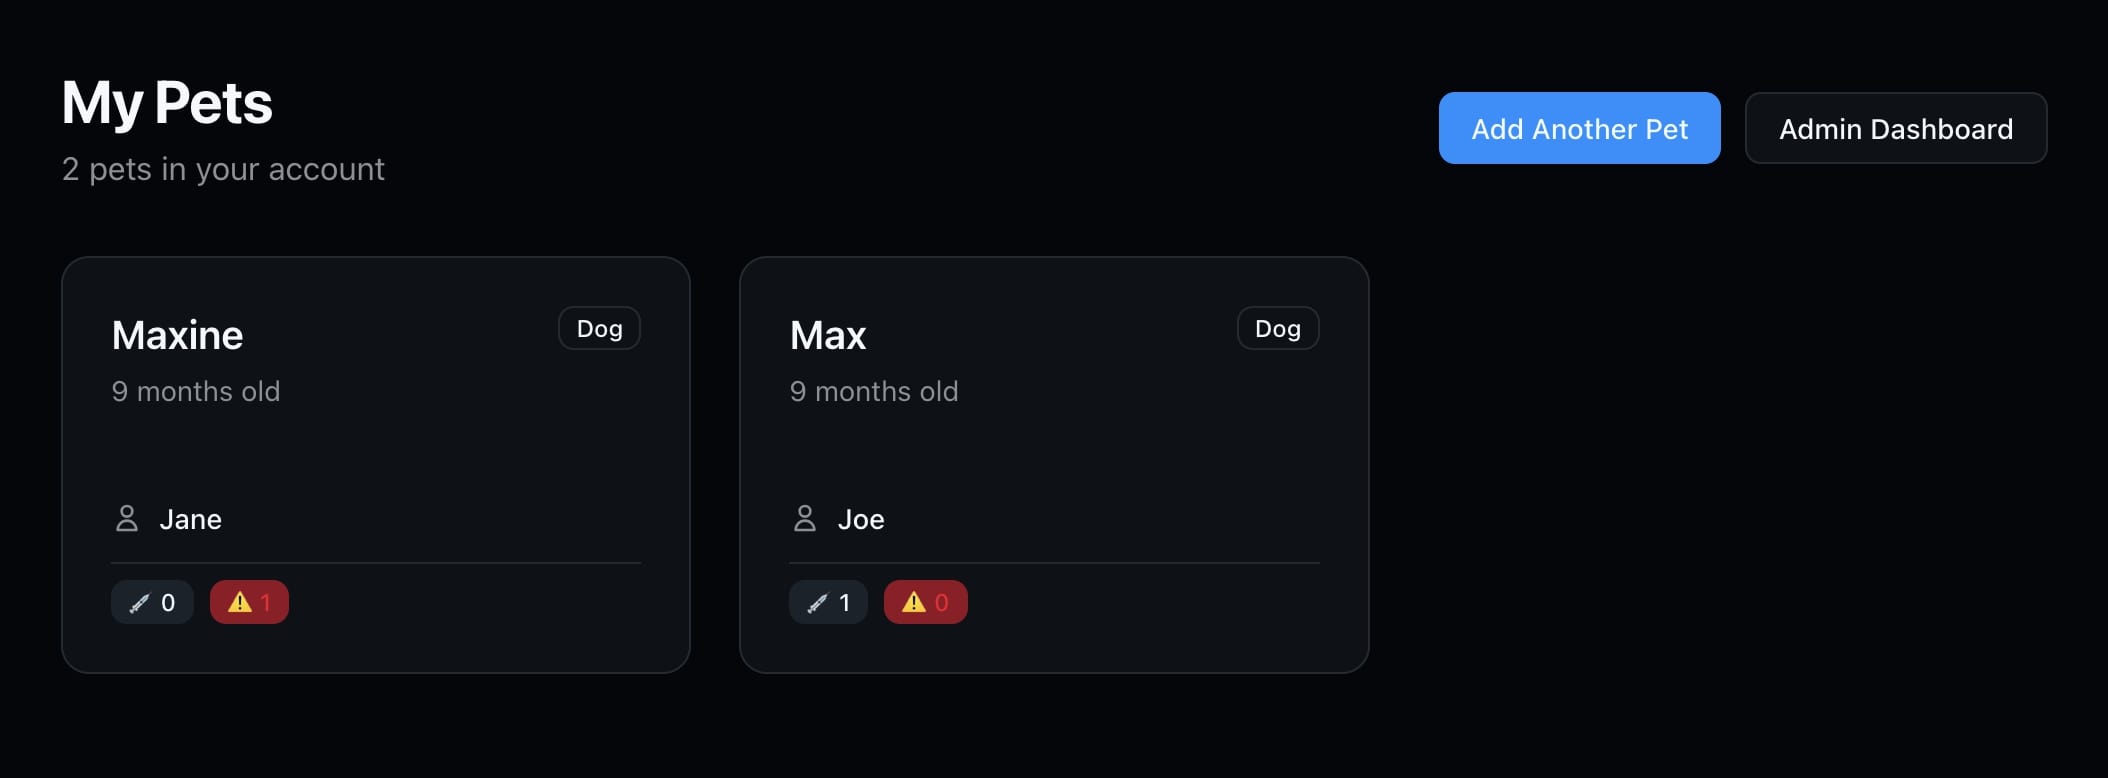 My Pets
2 pets in your account
Add Another Pet
Admin Dashboard
Maxine
Dog
9 months old
Jane
0
1
Max
Dog
9 months old
Joe
1
0